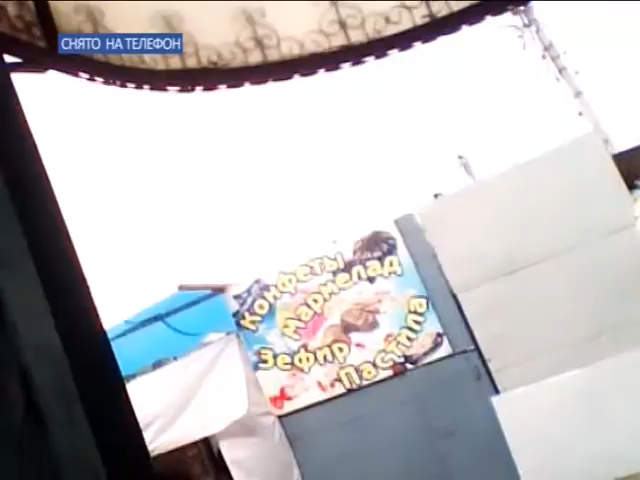 СНЯТО НА ТЕЛЕФОН
Конфеты
мармелад
Зефир
Пастила